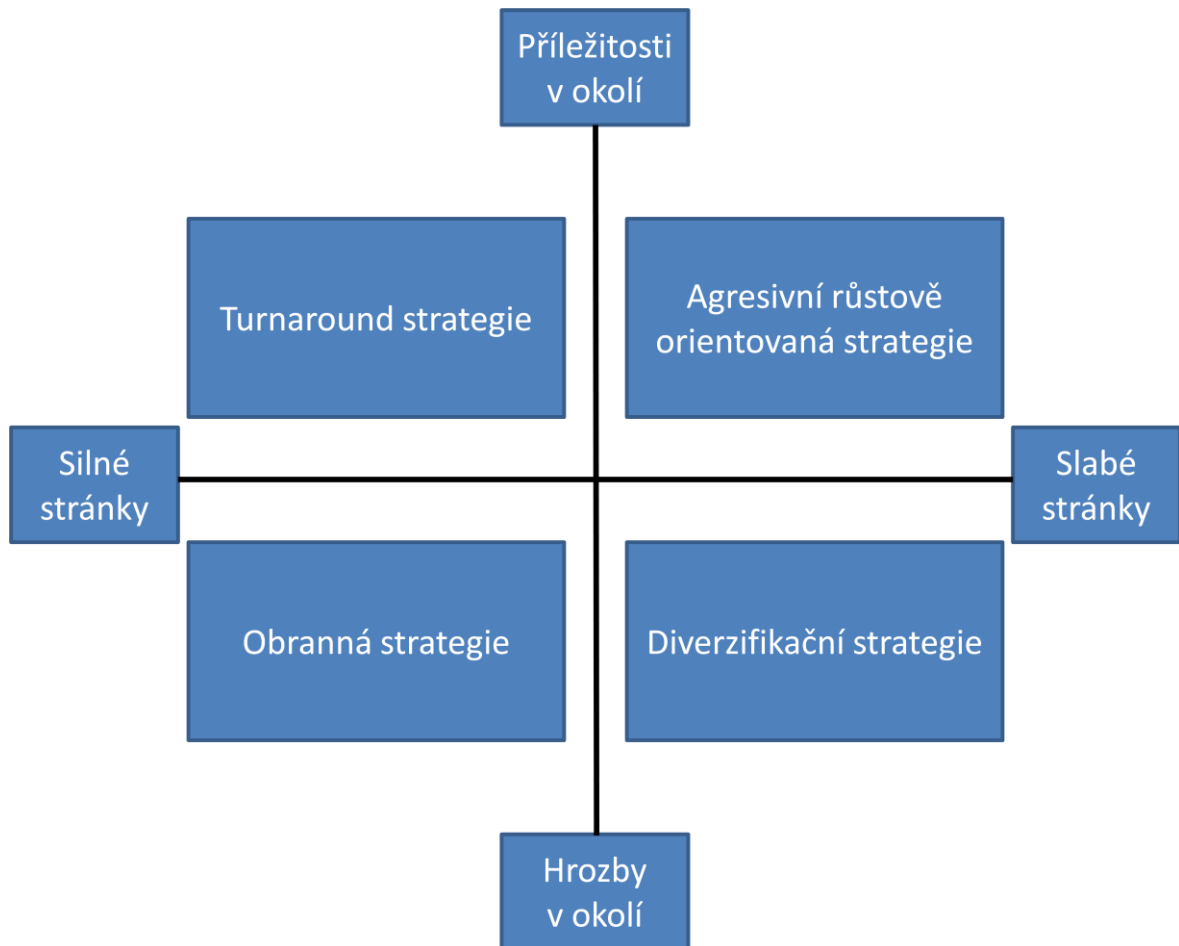 Příležitosti
v okolí
Turnaround strategie
Agresivní růstově
orientovaná strategie
Silné
stránky
Slabé
stránky
Obranná strategie
Diverzifikační strategie
Hrozby
v okolí